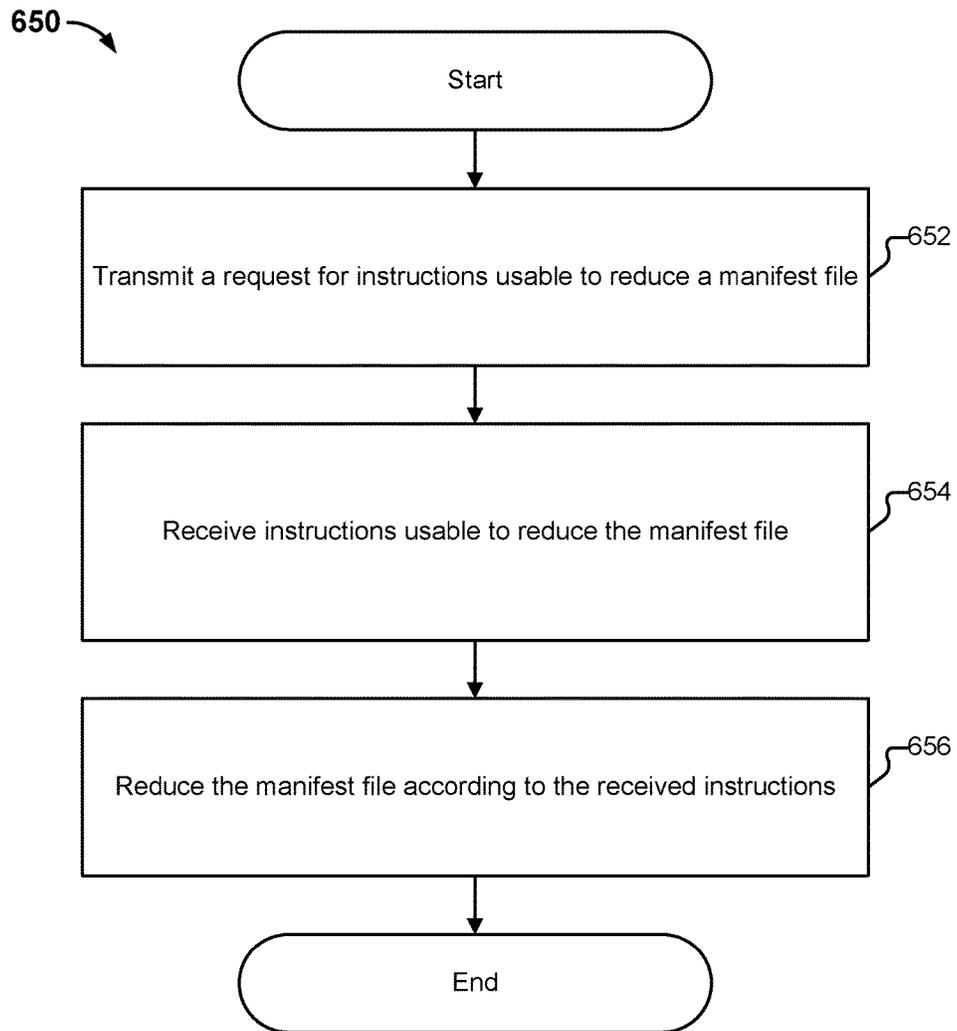 650
Start
Transmit a request for instructions usable to reduce a manifest file
652
Receive instructions usable to reduce the manifest file
654
Reduce the manifest file according to the received instructions
656
End